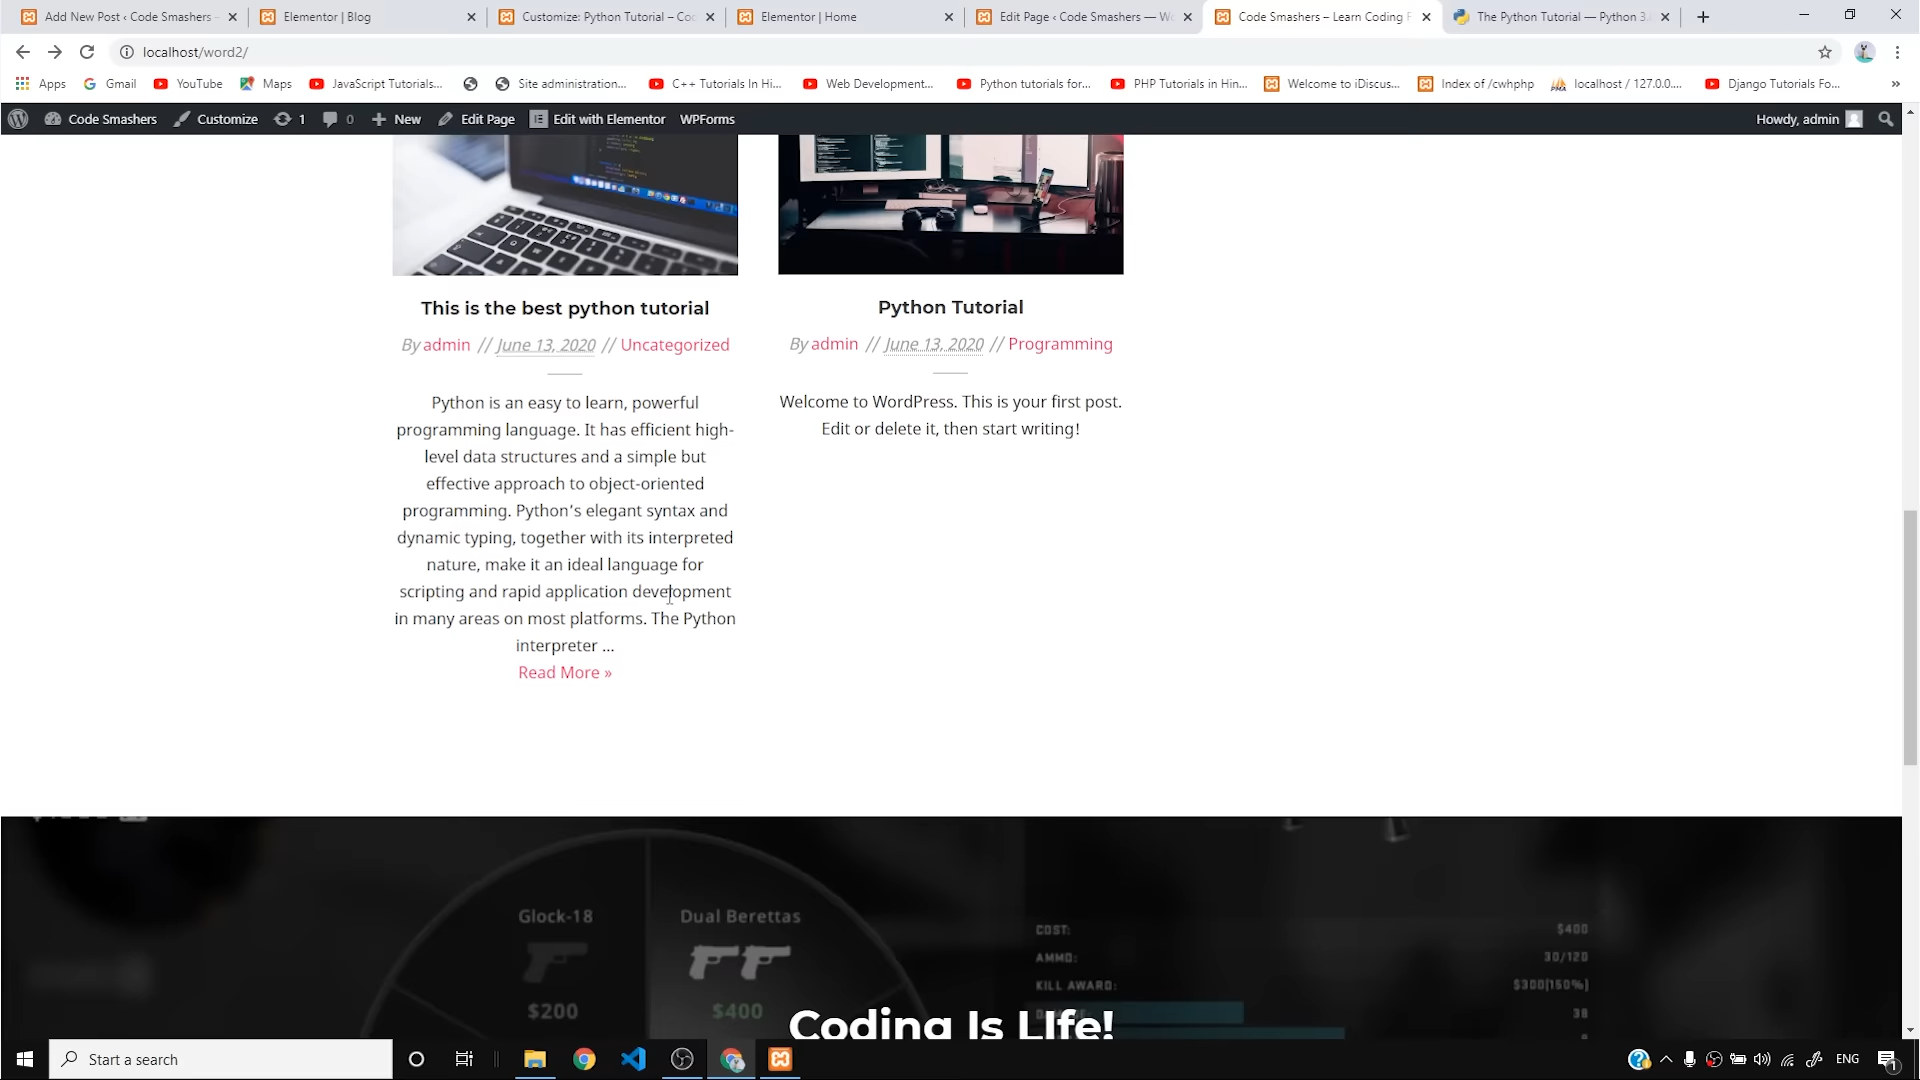 Add New Post ‹ Code Smashers –
Elementor | Blog
Customize: Python Tutorial – Co
Elementor | Home
Edit Page ‹ Code Smashers — W
Code Smashers – Learn Coding F
The Python Tutorial — Python 3.
localhost/word2/
Apps
Gmail
YouTube
Maps
JavaScript Tutorials...
Site administration...
C++ Tutorials In Hi...
Web Development...
Python tutorials for...
PHP Tutorials in Hin...
Welcome to iDiscus...
Index of /cwhphp
localhost / 127.0.0....
Django Tutorials Fo...
»
Code Smashers
Customize
1
0
New
Edit Page
Edit with Elementor
WPForms
Howdy, admin
This is the best python tutorial
By admin // June 13, 2020 // Uncategorized
Python is an easy to learn, powerful
programming language. It has efficient high-
level data structures and a simple but
effective approach to object-oriented
programming. Python's elegant syntax and
dynamic typing, together with its interpreted
nature, make it an ideal language for
scripting and rapid application development
in many areas on most platforms. The Python
interpreter ...
Read More »
Python Tutorial
By admin // June 13, 2020 // Programming
Welcome to WordPress. This is your first post.
Edit or delete it, then start writing!
Glock-18
$200
Dual Berettas
$400
COST: $400
AMMO: 30/120
KILL AWARD: $300(150%)
Coding Is LIfe!
Start a search
ENG
1